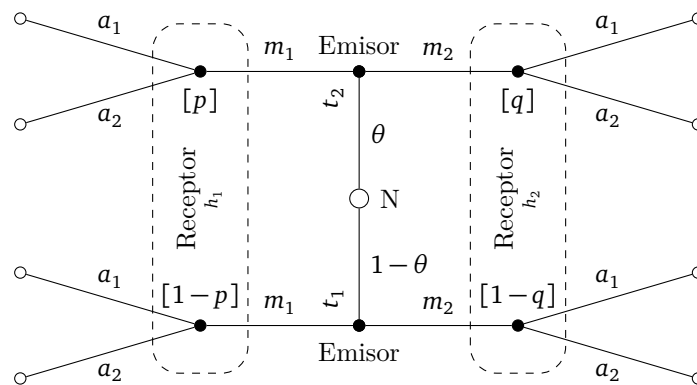 a₁ m₁ Emisor m₂ a₁
a₂ [p] t₂ [q] a₂
θ
Receptor h₁ N Receptor h₂
1−θ
a₁ [1−p] m₁ t₁ m₂ [1−q] a₁
a₂ Emisor a₂